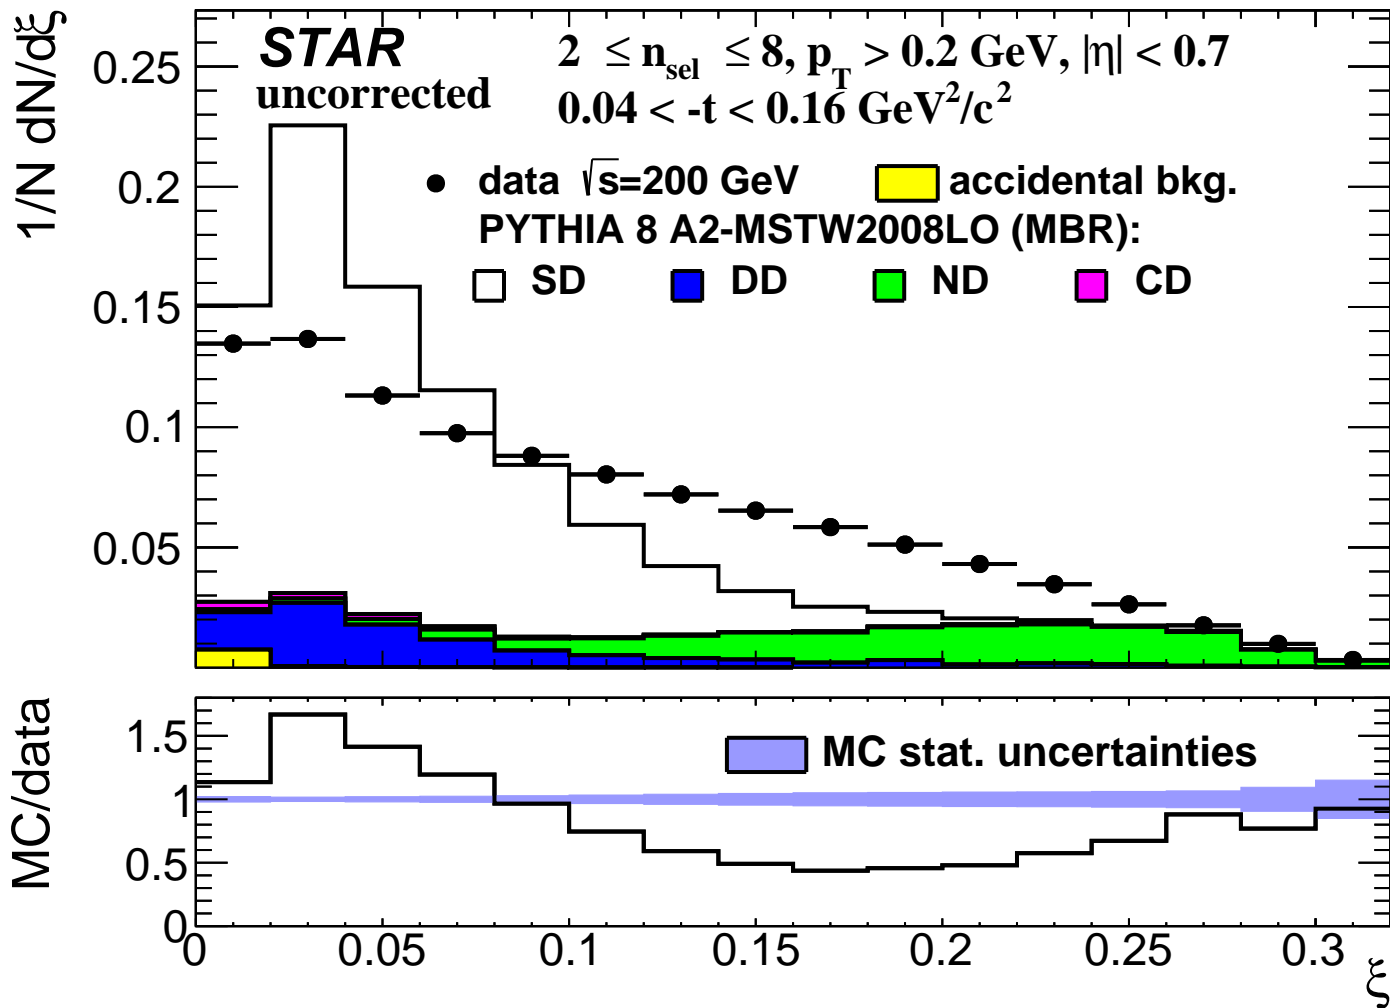 1/N dN/dξ
0.25
0.2
0.15
0.1
0.05
STAR
uncorrected
2 ≤ n_sel ≤ 8, p_T > 0.2 GeV, |η| < 0.7
0.04 < -t < 0.16 GeV²/c²
data √s=200 GeV
accidental bkg.
PYTHIA 8 A2-MSTW2008LO (MBR):
SD DD ND CD
MC/data
1.5
1
0.5
0
MC stat. uncertainties
0 0.05 0.1 0.15 0.2 0.25 0.3
ξ